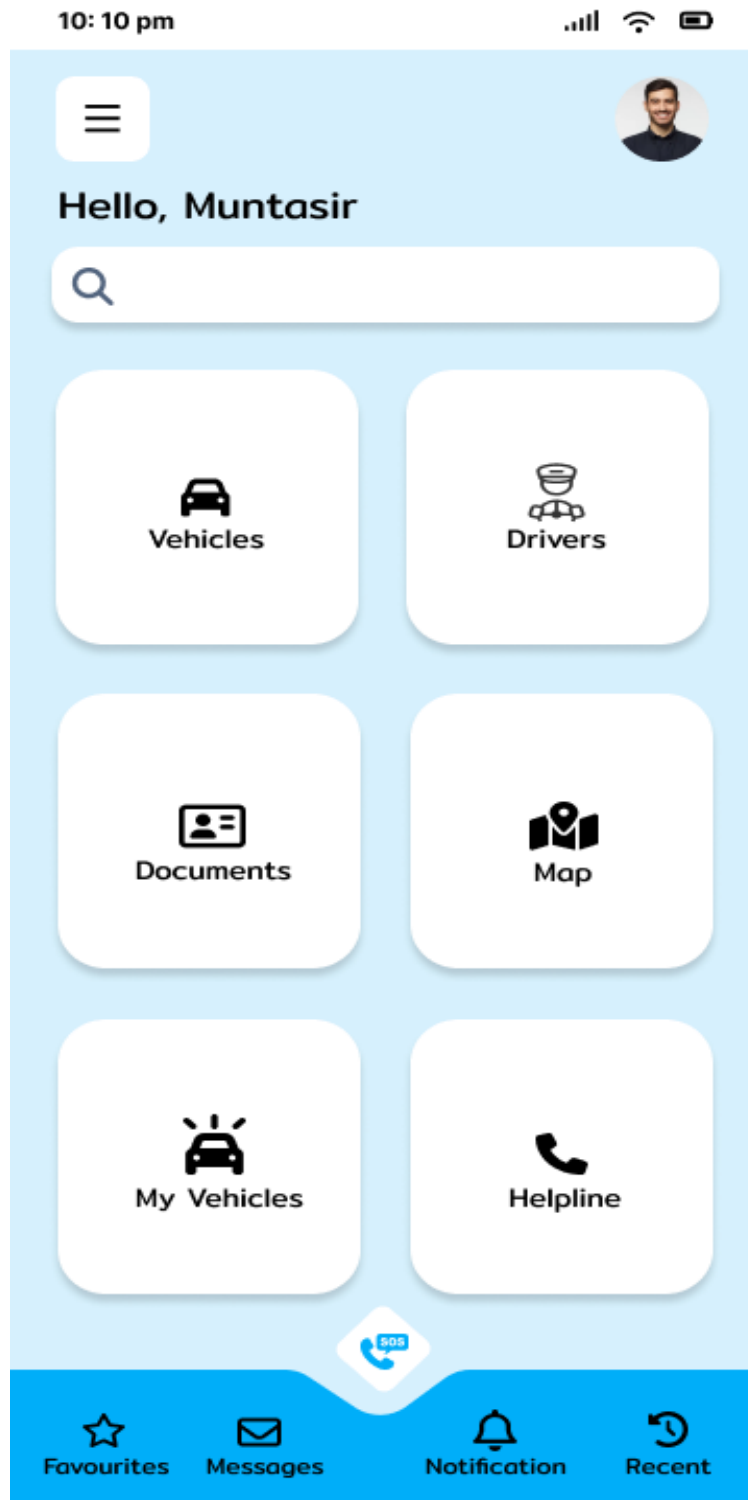 10:10 pm
Hello, Muntasir
Vehicles
Drivers
Documents
Map
My Vehicles
Helpline
SOS
Favourites
Messages
Notification
Recent